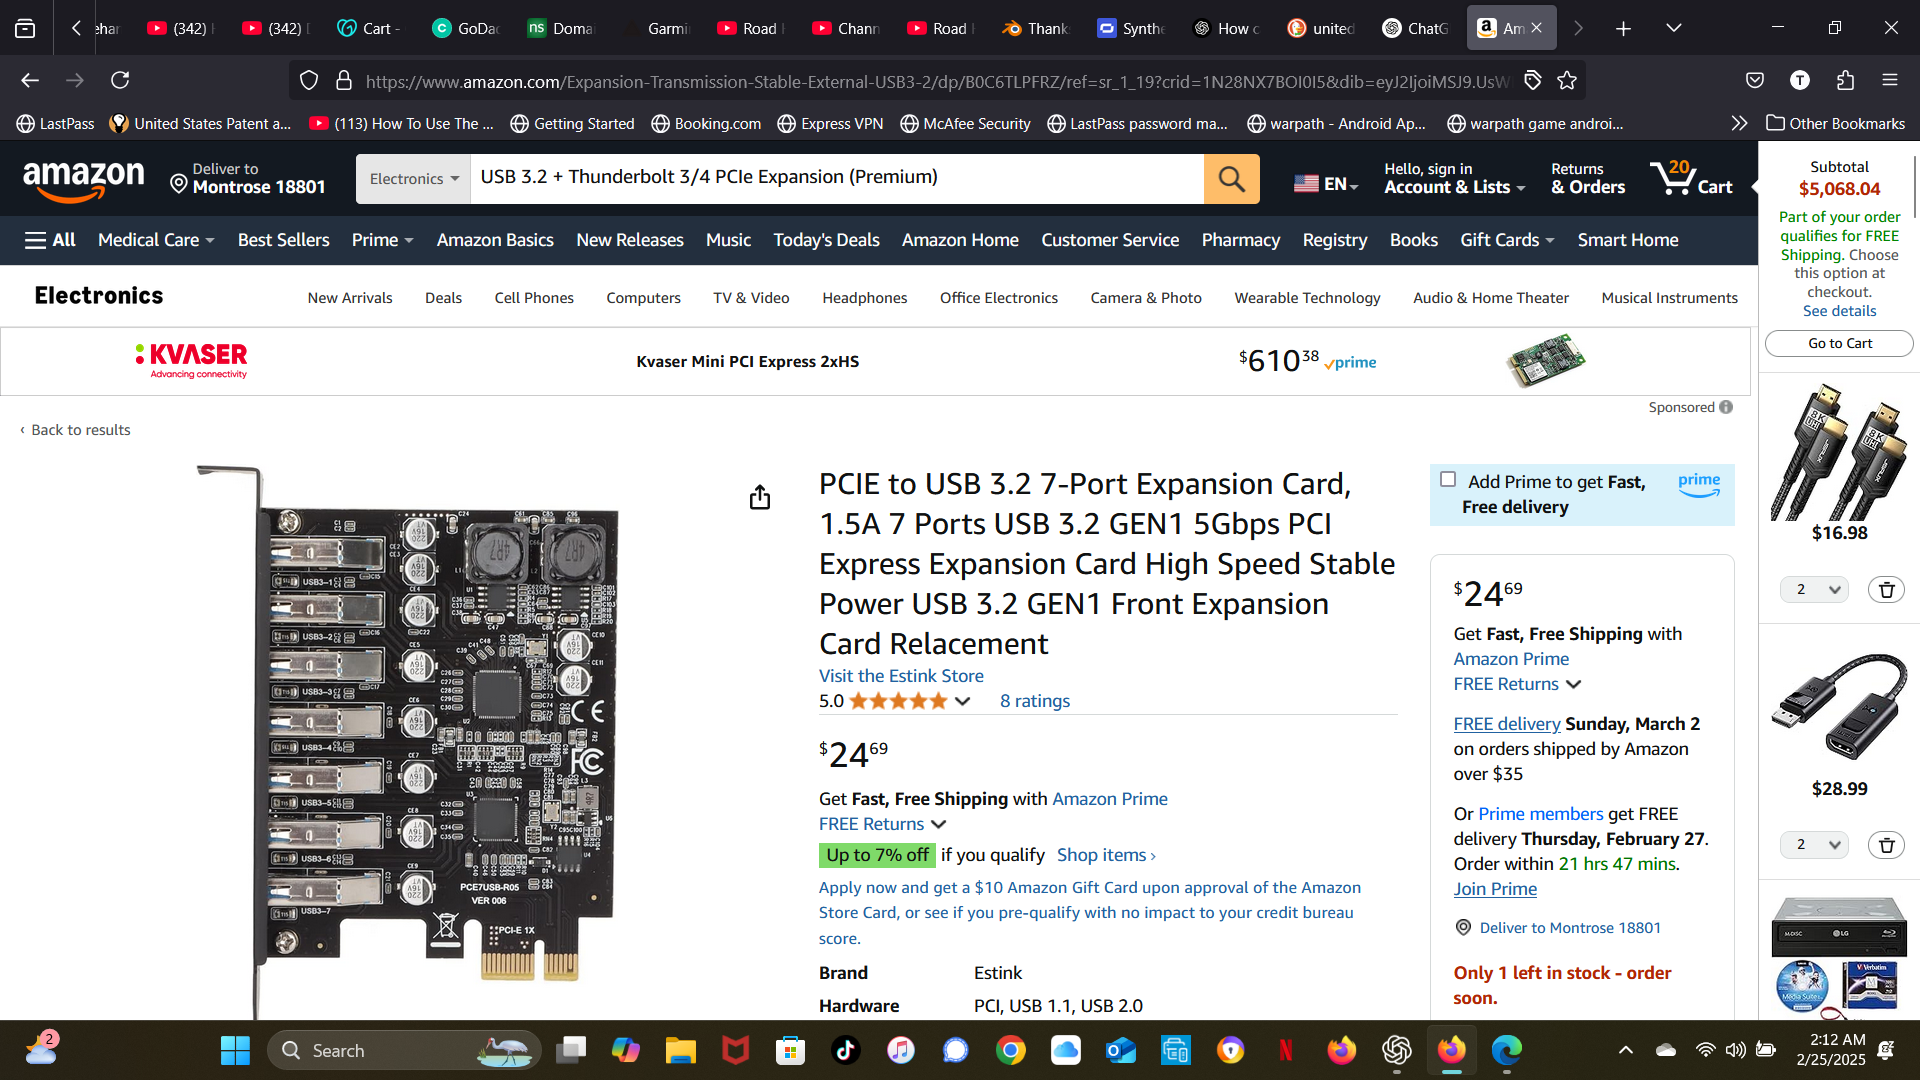 (342)
(342)
Cart -
GoDac
Domai
Garmi
Road
Chann
Road
Thank
Synthe
How c
united
ChatG
Am
https://www.amazon.com/Expansion-Transmission-Stable-External-USB3-2/dp/B0C6TLPFRZ/ref=sr_1_19?crid=1N28NX7BOI0I5&dib=eyJ2IjoiMSJ9.UsW
LastPass
United States Patent a...
(113) How To Use The ...
Getting Started
Booking.com
Express VPN
McAfee Security
LastPass password ma...
warpath - Android Ap...
warpath game androi...
Other Bookmarks
amazon
Deliver to
Montrose 18801
Electronics
USB 3.2 + Thunderbolt 3/4 PCIe Expansion (Premium)
EN
Hello, sign in
Account & Lists
Returns
& Orders
20
Cart
All
Medical Care
Best Sellers
Prime
Amazon Basics
New Releases
Music
Today's Deals
Amazon Home
Customer Service
Pharmacy
Registry
Books
Gift Cards
Smart Home
Electronics
New Arrivals
Deals
Cell Phones
Computers
TV & Video
Headphones
Office Electronics
Camera & Photo
Wearable Technology
Audio & Home Theater
Musical Instruments
KVASER
Advancing connectivity
Kvaser Mini PCI Express 2xHS
$610 38 prime
Sponsored
‹ Back to results
USB3-1
USB3-2
USB3-3
USB3-4
USB3-5
USB3-6
USB3-7
PCE7USB-R05
VER 006
PCI-E 1X
PCIE to USB 3.2 7-Port Expansion Card,
1.5A 7 Ports USB 3.2 GEN1 5Gbps PCI
Express Expansion Card High Speed Stable
Power USB 3.2 GEN1 Front Expansion
Card Relacement
Visit the Estink Store
5.0
8 ratings
$24 69
Get Fast, Free Shipping with Amazon Prime
FREE Returns
Up to 7% off if you qualify Shop items ›
Apply now and get a $10 Amazon Gift Card upon approval of the Amazon
Store Card, or see if you pre-qualify with no impact to your credit bureau
score.
Brand Estink
Hardware PCI, USB 1.1, USB 2.0
Add Prime to get Fast,
Free delivery
prime
$24 69
Get Fast, Free Shipping with
Amazon Prime
FREE Returns
FREE delivery Sunday, March 2
on orders shipped by Amazon
over $35
Or Prime members get FREE
delivery Thursday, February 27.
Order within 21 hrs 47 mins.
Join Prime
Deliver to Montrose 18801
Only 1 left in stock - order
soon.
Subtotal
$5,068.04
Part of your order
qualifies for FREE
Shipping. Choose
this option at
checkout.
See details
Go to Cart
$16.98
2
$28.99
2
2
Search
2:12 AM
2/25/2025